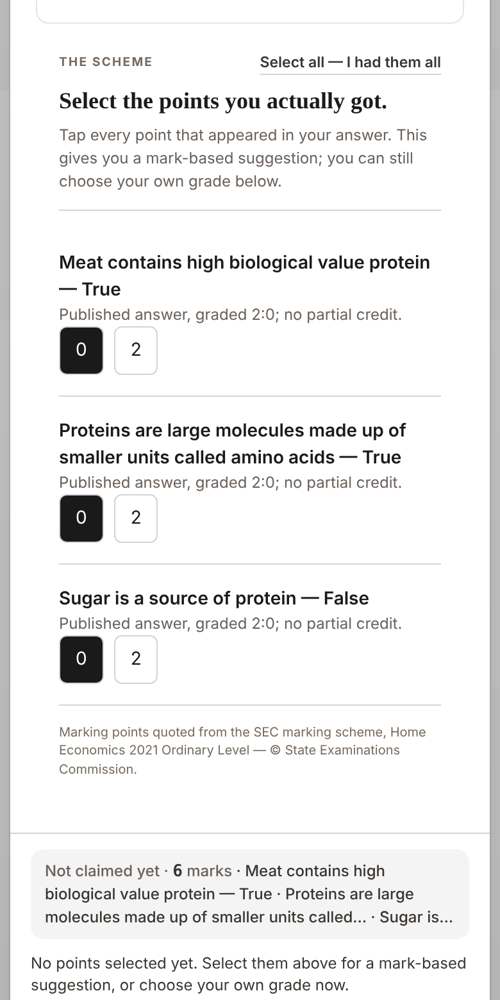 THE SCHEME
Select all — I had them all
Select the points you actually got.
Tap every point that appeared in your answer. This
gives you a mark-based suggestion; you can still
choose your own grade below.
Meat contains high biological value protein
— True
Published answer, graded 2:0; no partial credit.
0 2
Proteins are large molecules made up of
smaller units called amino acids — True
Published answer, graded 2:0; no partial credit.
0 2
Sugar is a source of protein — False
Published answer, graded 2:0; no partial credit.
0 2
Marking points quoted from the SEC marking scheme, Home
Economics 2021 Ordinary Level — © State Examinations
Commission.
Not claimed yet · 6 marks · Meat contains high
biological value protein — True · Proteins are large
molecules made up of smaller units called... · Sugar is...
No points selected yet. Select them above for a mark-based
suggestion, or choose your own grade now.